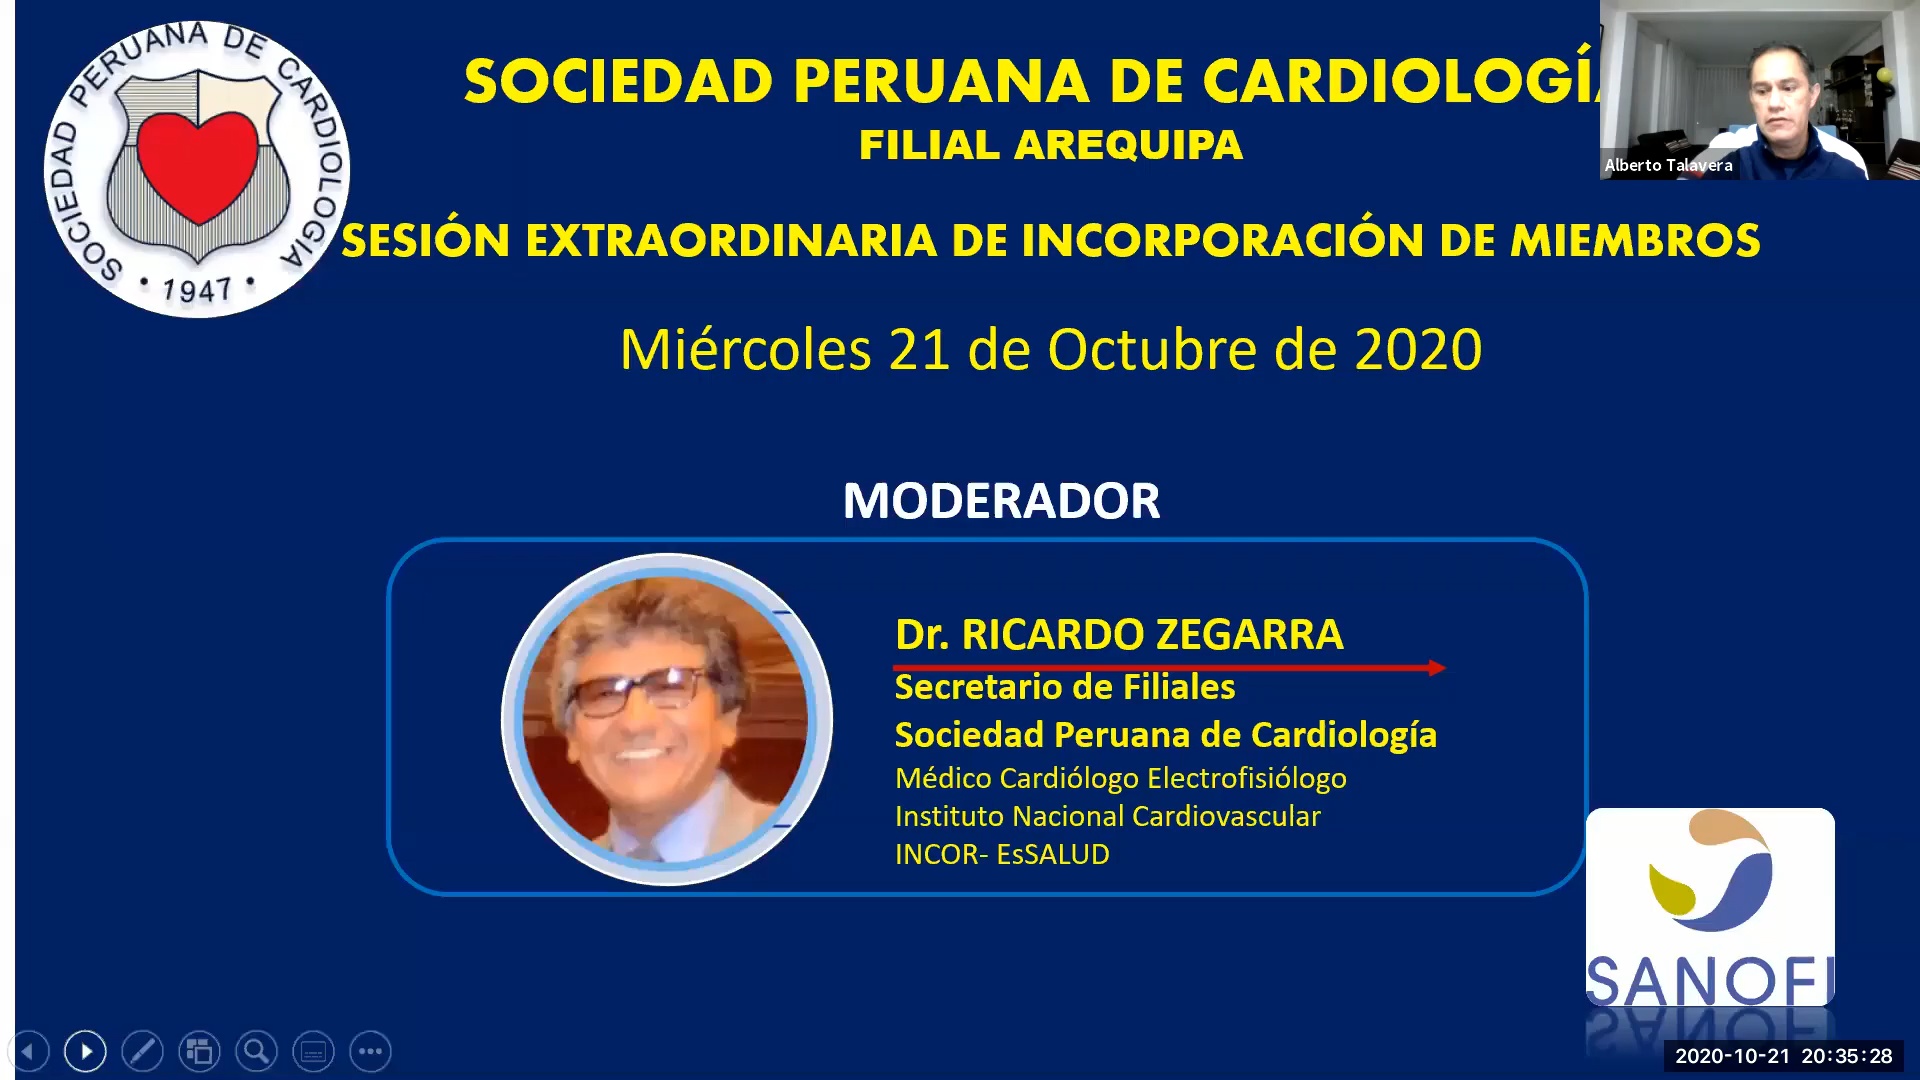 SOCIEDAD PERUANA DE CARDIOLOGIA
• 1947 •
SOCIEDAD PERUANA DE CARDIOLOGÍA
FILIAL AREQUIPA
Alberto Talavera
SESIÓN EXTRAORDINARIA DE INCORPORACIÓN DE MIEMBROS
Miércoles 21 de Octubre de 2020
MODERADOR
Dr. RICARDO ZEGARRA
Secretario de Filiales
Sociedad Peruana de Cardiología
Médico Cardiólogo Electrofisiólogo
Instituto Nacional Cardiovascular
INCOR- EsSALUD
SANOFI
2020-10-21 20:35:28